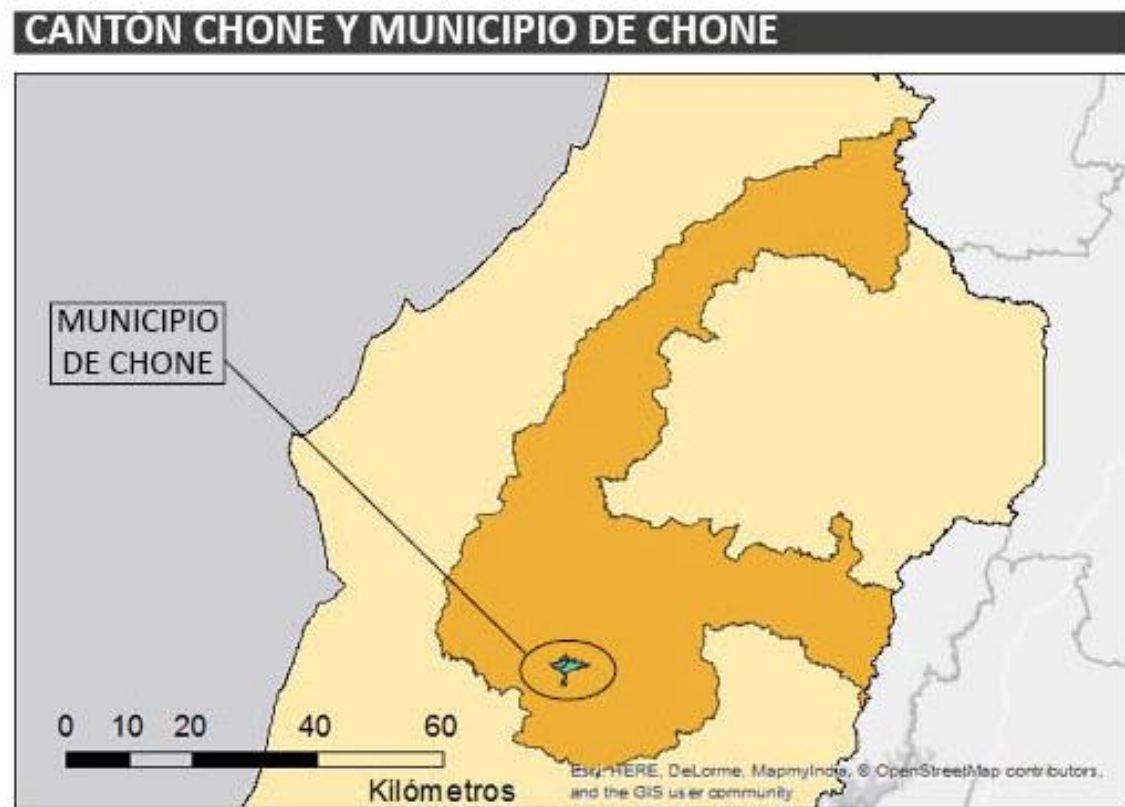 CANTÓN CHONE Y MUNICIPIO DE CHONE
MUNICIPIO
DE CHONE
0 10 20 40 60
Kilómetros
Esri, HERE, DeLorme, MapmyIndia, © OpenStreetMap contributors,
and the GIS user community